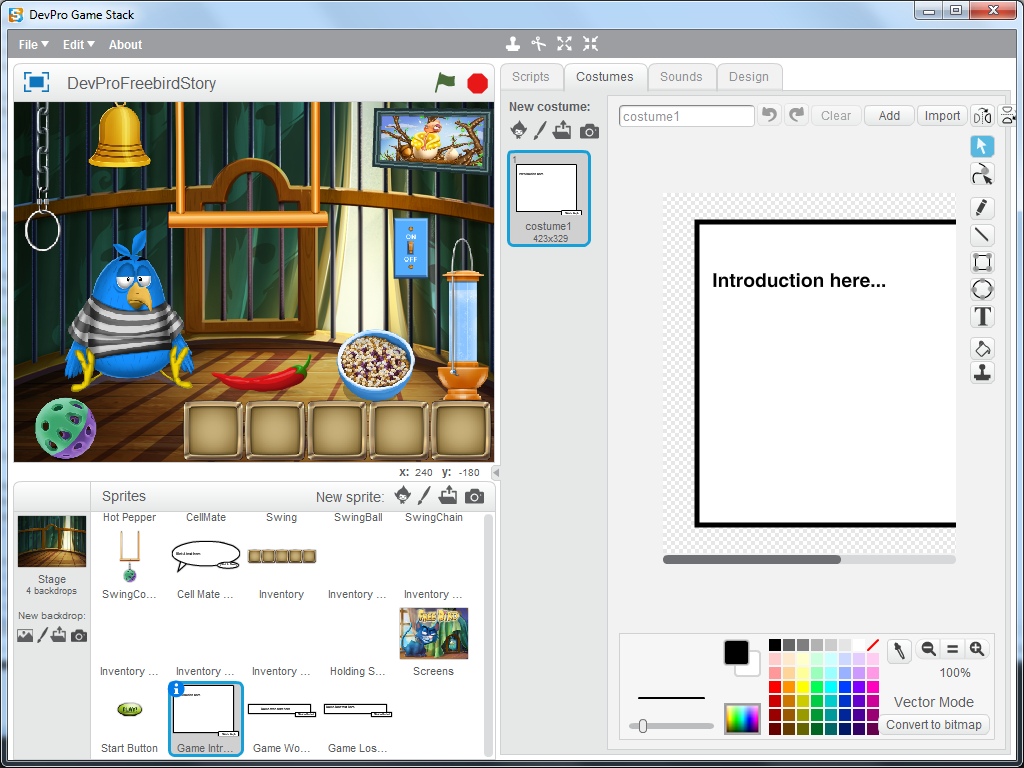 DevPro Game Stack
File Edit About
DevProFreebirdStory
ON
OFF
x: 240 y: -180
Scripts Costumes Sounds Design
New costume:
costume1
Clear Add Import
1
costume1
423x329
Introduction here...
Sprites
New sprite:
Stage
4 backdrops
New backdrop:
Hot Pepper CellMate Swing SwingBall SwingChain
SwingCo... Cell Mate ... Inventory Inventory ... Inventory ...
Inventory ... Inventory ... Inventory ... Holding S... Screens
PLAY!
Start Button Game Intr... Game Wo... Game Los...
100%
Vector Mode
Convert to bitmap